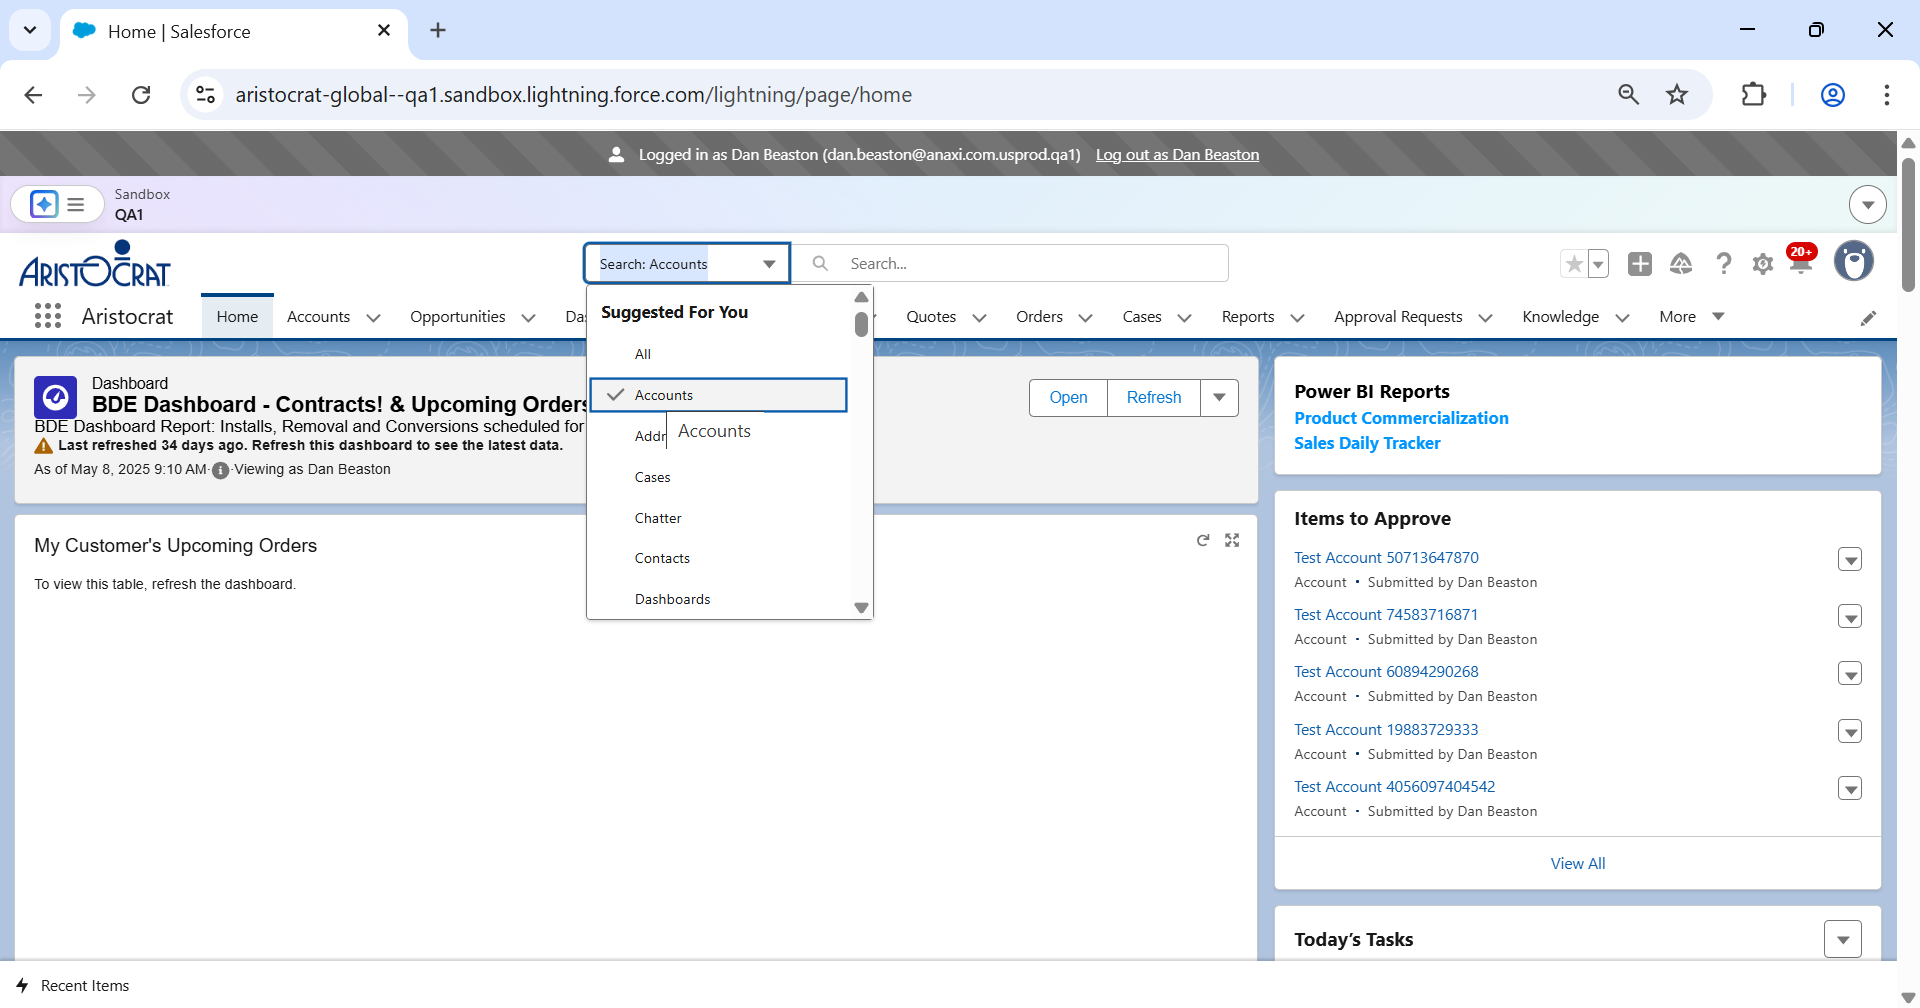 Home | Salesforce
aristocrat-global--qa1.sandbox.lightning.force.com/lightning/page/home
Logged in as Dan Beaston (dan.beaston@anaxi.com.usprod.qa1) Log out as Dan Beaston
Sandbox
QA1
ARISTOCRAT
Search: Accounts
Search...
20+
Aristocrat
Home
Accounts
Opportunities
Das
Quotes
Orders
Cases
Reports
Approval Requests
Knowledge
More
Suggested For You
All
Accounts
Accounts
Addr
Cases
Chatter
Contacts
Dashboards
Dashboard
BDE Dashboard - Contracts! & Upcoming Orders
BDE Dashboard Report: Installs, Removal and Conversions scheduled for
Last refreshed 34 days ago. Refresh this dashboard to see the latest data.
As of May 8, 2025 9:10 AM·Viewing as Dan Beaston
Open
Refresh
My Customer's Upcoming Orders
To view this table, refresh the dashboard.
Power BI Reports
Product Commercialization
Sales Daily Tracker
Items to Approve
Test Account 50713647870
Account • Submitted by Dan Beaston
Test Account 74583716871
Account • Submitted by Dan Beaston
Test Account 60894290268
Account • Submitted by Dan Beaston
Test Account 19883729333
Account • Submitted by Dan Beaston
Test Account 4056097404542
Account • Submitted by Dan Beaston
View All
Today's Tasks
Recent Items